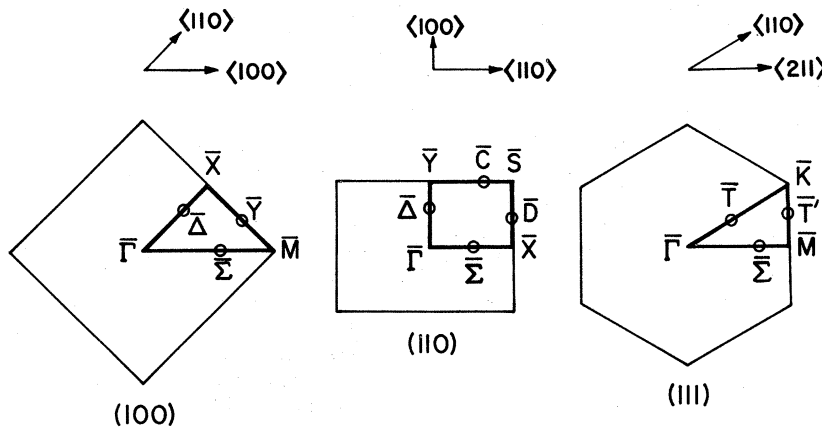 ⟨110⟩
⟨100⟩
X̄
Δ̄
Ȳ
Γ̄
Σ̄
M̄
(100)
⟨100⟩
⟨110⟩
Ȳ
C̄
S̄
Δ̄
D̄
Γ̄
Σ̄
X̄
(110)
⟨110⟩
⟨211⟩
K̄
T̄
T̄′
Γ̄
Σ̄
M̄
(111)